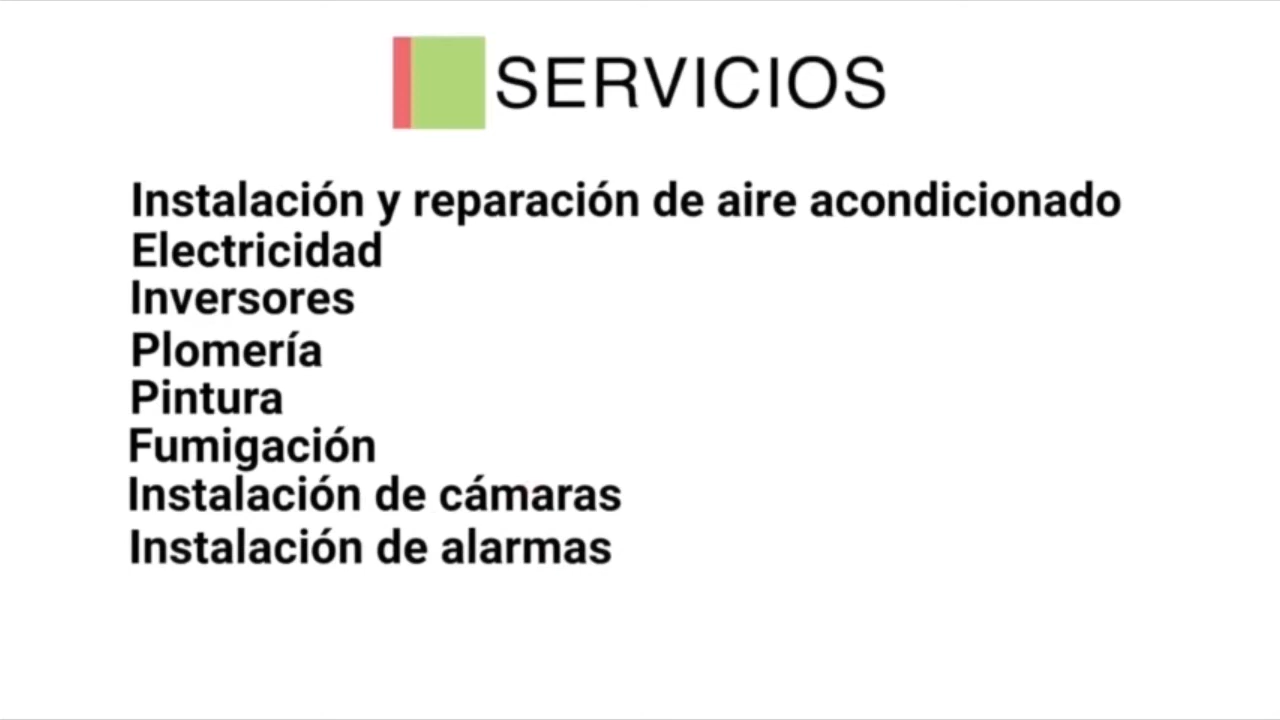 SERVICIOS
Instalación y reparación de aire acondicionado
Electricidad
Inversores
Plomería
Pintura
Fumigación
Instalación de cámaras
Instalación de alarmas